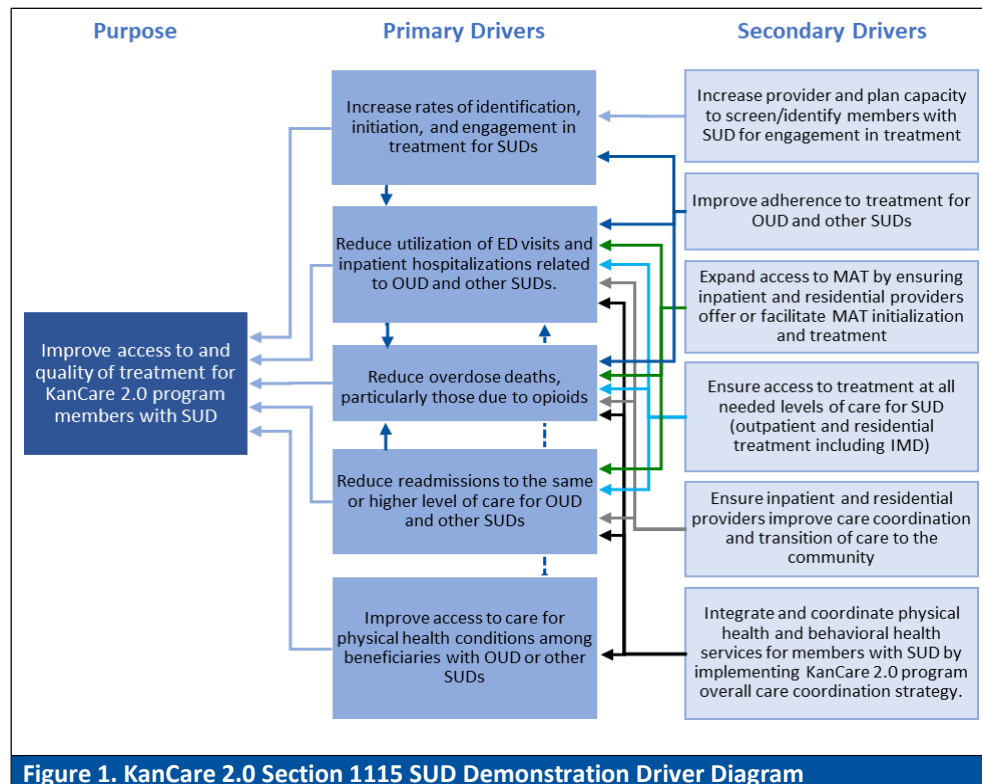 Purpose
Primary Drivers
Secondary Drivers
Improve access to and
quality of treatment for
KanCare 2.0 program
members with SUD
Increase rates of identification,
initiation, and engagement in
treatment for SUDs
Reduce utilization of ED visits and
inpatient hospitalizations related
to OUD and other SUDs.
Reduce overdose deaths,
particularly those due to opioids
Reduce readmissions to the same
or higher level of care for OUD
and other SUDs
Improve access to care for
physical health conditions among
beneficiaries with OUD or other
SUDs
Increase provider and plan capacity
to screen/identify members with
SUD for engagement in treatment
Improve adherence to treatment for
OUD and other SUDs
Expand access to MAT by ensuring
inpatient and residential providers
offer or facilitate MAT initialization
and treatment
Ensure access to treatment at all
needed levels of care for SUD
(outpatient and residential
treatment including IMD)
Ensure inpatient and residential
providers improve care coordination
and transition of care to the
community
Integrate and coordinate physical
health and behavioral health
services for members with SUD by
implementing KanCare 2.0 program
overall care coordination strategy.
Figure 1. KanCare 2.0 Section 1115 SUD Demonstration Driver Diagram